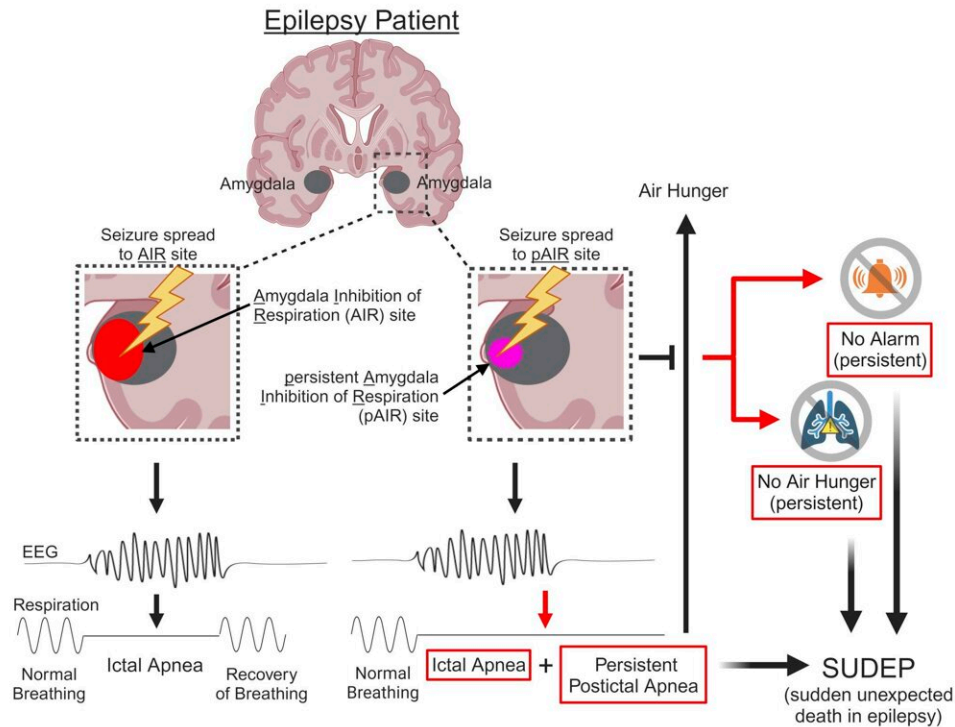 Epilepsy Patient
Amygdala
Amygdala
Air Hunger
Seizure spread
to AIR site
Seizure spread
to pAIR site
Amygdala Inhibition of
Respiration (AIR) site
persistent Amygdala
Inhibition of Respiration
(pAIR) site
No Alarm
(persistent)
No Air Hunger
(persistent)
EEG
Respiration
Normal
Breathing
Ictal Apnea
Recovery
of Breathing
Normal
Breathing
Ictal Apnea
+
Persistent
Postictal Apnea
SUDEP
(sudden unexpected
death in epilepsy)